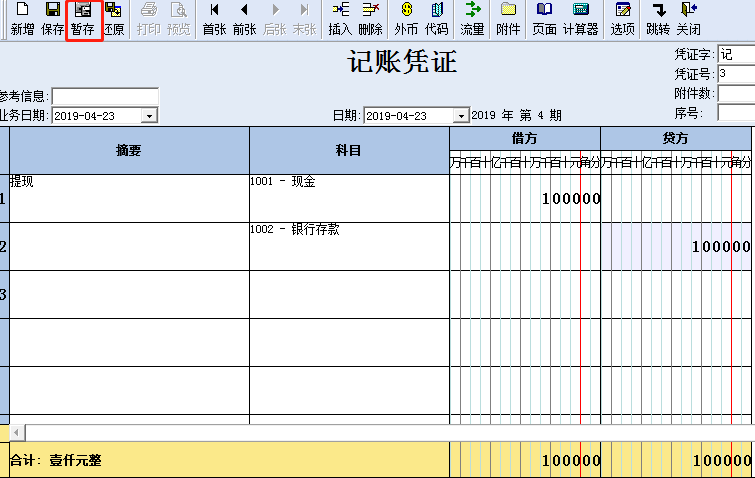 新增 保存 暂存 还原 打印 预览 首张 前张 后张 末张 插入 删除 外币 代码 流量 附件 页面 计算器 选项 跳转 关闭
记账凭证
凭证字: 记
凭证号: 3
附件数:
序号:
参考信息:
业务日期: 2019-04-23
日期: 2019-04-23 2019 年 第 4 期
摘要 科目 借方 贷方
万千百十亿千百十万千百十元角分 万千百十亿千百十万千百十元角分
1 提现 1001 - 现金 100000
2 1002 - 银行存款 100000
3
合计: 壹仟元整 100000 100000